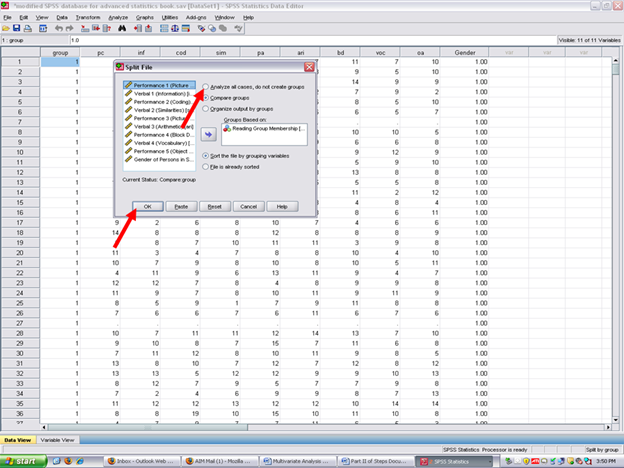 *modified SPSS database for advanced statistics book.sav [DataSet1] - SPSS Statistics Data Editor
File Edit View Data Transform Analyze Graphs Utilities Add-ons Window Help
1 : group 1.0 Visible: 11 of 11 Variables
group pc inf cod sim pa ari bd voc oa Gender var var var
Split File
Performance 1 (Picture ...
Verbal 1 (Information) [i...
Performance 2 (Coding)...
Verbal 2 (Similarities) [si...
Performance 3 (Pictur...
Verbal 3 (Arithmetic) [ari]
Performance 4 (Block D...
Verbal 4 (Vocabulary) [...
Performance 5 (Object ...
Gender of Persons in S...
Analyze all cases, do not create groups
Compare groups
Organize output by groups
Groups Based on:
Reading Group Membership [...
Sort the file by grouping variables
File is already sorted
Current Status: Compare:group
OK Paste Reset Cancel Help
1 1 11 7 10 1.00
2 1 9 5 10 1.00
3 1 14 9 9 1.00
4 1 7 9 2 1.00
5 1 6 5 7 1.00
6 1 . . . 1.00
7 1 . . . 1.00
8 1 10 10 5 1.00
9 1 6 6 8 1.00
10 1 9 12 9 1.00
11 1 5 9 10 1.00
12 1 13 8 8 1.00
13 1 8 6 5 1.00
14 1 11 2 12 1.00
15 1 4 8 4 1.00
16 1 8 6 11 1.00
17 1 9 2 6 8 10 7 4 9 6 1.00
18 1 14 8 8 8 12 8 8 9 8 1.00
19 1 8 7 10 11 11 3 9 8 1.00
20 1 11 3 4 7 8 8 10 4 10 1.00
21 1 10 7 9 8 10 8 10 5 11 1.00
22 1 4 11 9 6 13 11 9 4 7 1.00
23 1 12 12 7 8 4 8 9 9 8 1.00
24 1 11 9 7 8 10 11 9 11 9 1.00
25 1 8 5 9 1 7 9 11 8 8 1.00
26 1 7 6 6 7 6 11 6 7 6 1.00
27 1 . . . . . . . . . 1.00
28 1 10 7 11 11 12 14 13 7 10 1.00
29 1 7 11 8 12 10 11 9 8 5 1.00
30 1 13 8 10 7 12 7 12 8 12 1.00
31 1 13 13 5 12 12 12 9 10 13 1.00
32 1 8 12 7 9 5 7 7 9 8 1.00
33 1 7 2 4 6 9 9 4 8 7 1.00
34 1 11 12 12 13 12 12 10 14 14 1.00
36 1 8 8 19 10 15 10 11 10 8 1.00
Data View Variable View
SPSS Statistics Processor is ready Split by group
start Inbox - Outlook Web ... AIM Mail (1) - Mozilla ... Multivariate Analysis ... Part II of Steps Docu... SPSS Statistics 3:50 PM